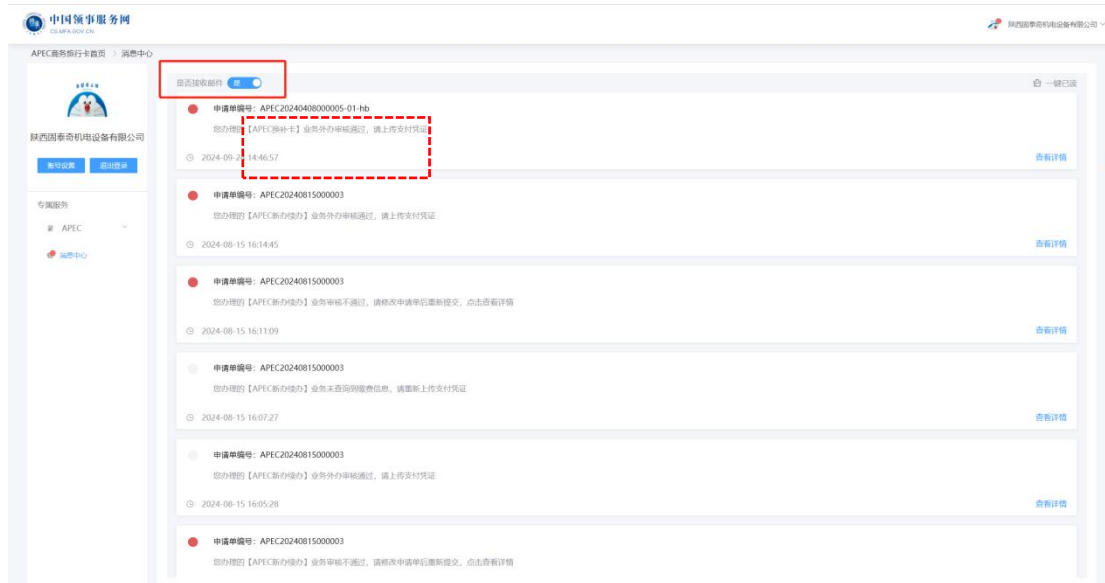 中国领事服务网
CS.MFA.GOV.CN
陕西固泰奇机电设备有限公司
APEC商务旅行卡首页 > 消息中心
陕西固泰奇机电设备有限公司
账号设置 退出登录
专属服务
APEC
消息中心
是否接收邮件 是
一键已读
申请单编号：APEC20240408000005-01-hb
您办理的【APEC换补卡】业务外办审核通过，请上传支付凭证
2024-09-2 14:46:57 查看详情
申请单编号：APEC20240815000003
您办理的【APEC新办续办】业务外办审核通过，请上传支付凭证
2024-08-15 16:14:45 查看详情
申请单编号：APEC20240815000003
您办理的【APEC新办续办】业务审核不通过，请修改申请单后重新提交，点击查看详情
2024-08-15 16:11:09 查看详情
申请单编号：APEC20240815000003
您办理的【APEC新办续办】业务未查询到缴费信息，请重新上传支付凭证
2024-08-15 16:07:27 查看详情
申请单编号：APEC20240815000003
您办理的【APEC新办续办】业务外办审核通过，请上传支付凭证
2024-08-15 16:05:28 查看详情
申请单编号：APEC20240815000003
您办理的【APEC新办续办】业务审核不通过，请修改申请单后重新提交，点击查看详情